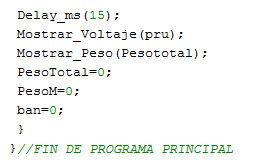 Delay_ms(15);
Mostrar_Voltaje(pru);
Mostrar_Peso(Pesototal);
PesoTotal=0;
PesoM=0;
ban=0;
}
}//FIN DE PROGRAMA PRINCIPAL